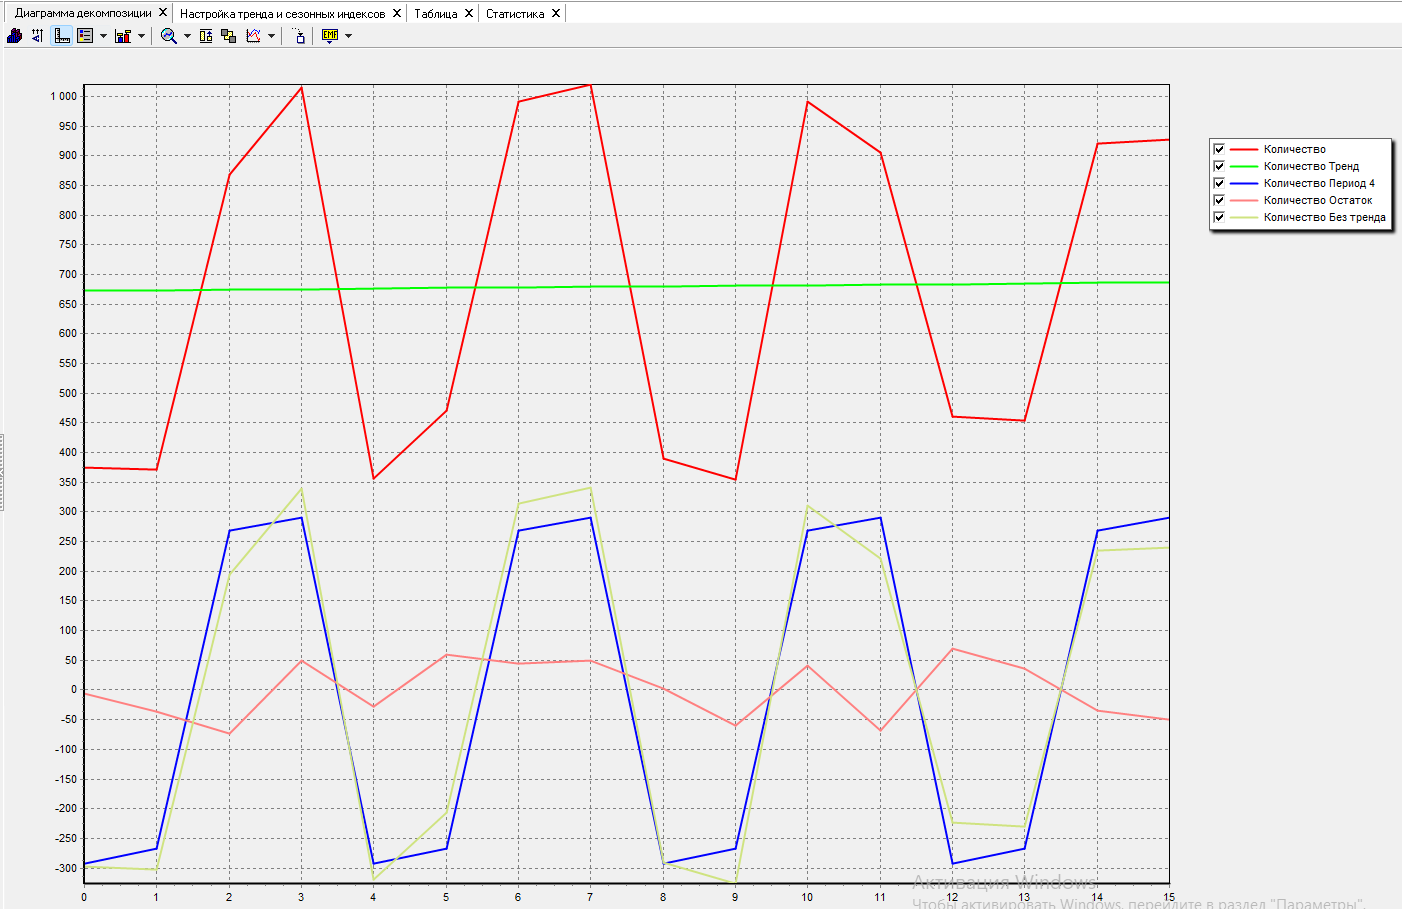 Диаграмма декомпозиции X Настройка тренда и сезонных индексов X Таблица X Статистика X
EMF
1 000
950
900
850
800
750
700
650
600
550
500
450
400
350
300
250
200
150
100
50
0
-50
-100
-150
-200
-250
-300
0 1 2 3 4 5 6 7 8 9 10 11 12 13 14 15
Количество
Количество Тренд
Количество Период 4
Количество Остаток
Количество Без тренда
Активация Windows
Чтобы активировать Windows, перейдите в раздел "Параметры".